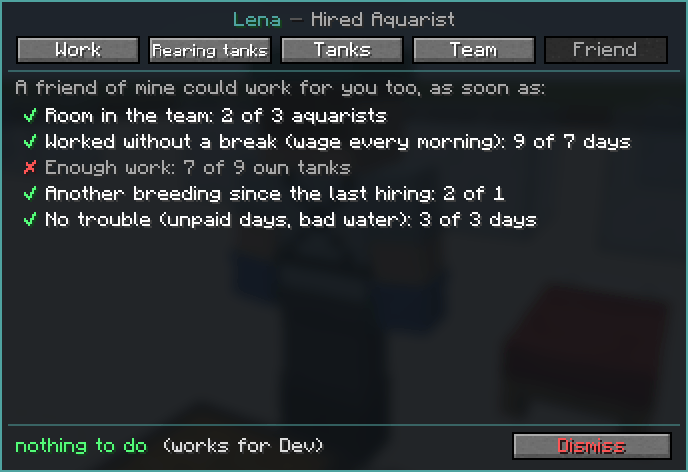 Lena — Hired Aquarist
Work Rearing tanks Tanks Team Friend
A friend of mine could work for you too, as soon as:
✓ Room in the team: 2 of 3 aquarists
✓ Worked without a break (wage every morning): 9 of 7 days
✗ Enough work: 7 of 9 own tanks
✓ Another breeding since the last hiring: 2 of 1
✓ No trouble (unpaid days, bad water): 3 of 3 days
nothing to do (works for Dev) Dismiss